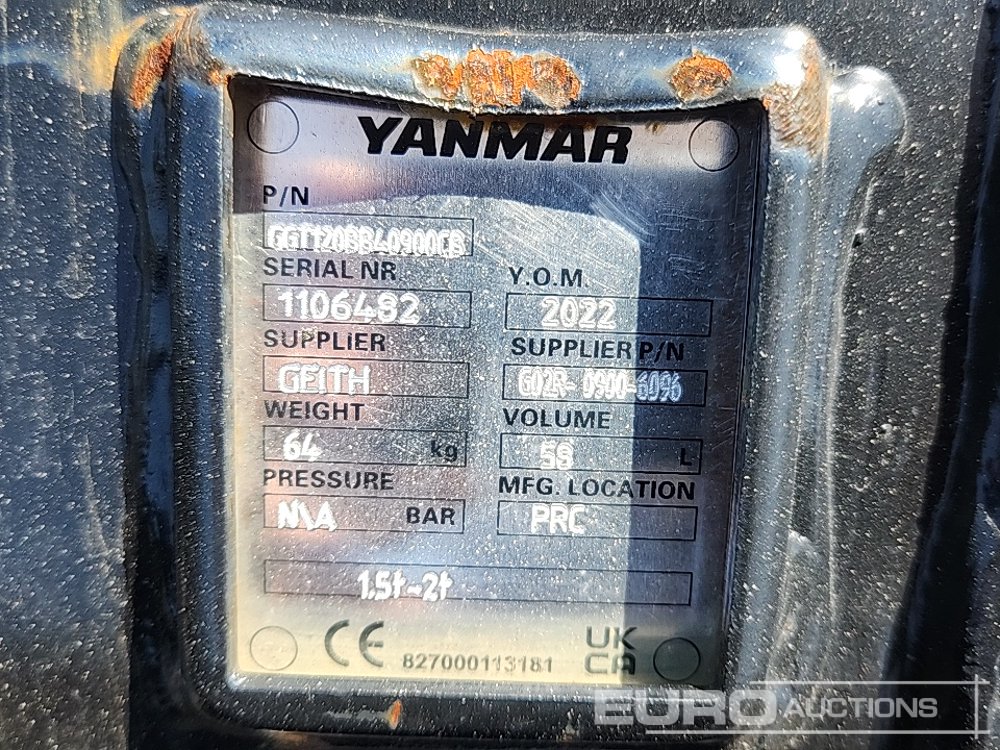 YANMAR
P/N
SERIAL NR Y.O.M.
1106482 2022
SUPPLIER SUPPLIER P/N
GEITH
WEIGHT VOLUME
64 kg L
PRESSURE MFG. LOCATION
N\A BAR PRC
1,5t-2t
CE 827000113181 UK CA
EURO AUCTIONS